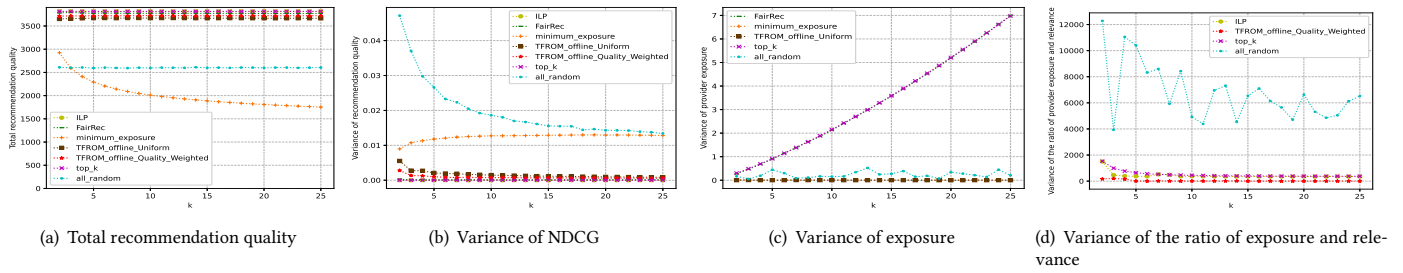 Total recommendation quality
3500
3000
2500
2000
1500
1000
500
0
ILP
FairRec
minimum_exposure
TFROM_offline_Uniform
TFROM_offline_Quality_Weighted
top_k
all_random
5 10 15 20 25
k
(a) Total recommendation quality
Variance of recommendation quality
0.04
0.03
0.02
0.01
0.00
ILP
FairRec
minimum_exposure
TFROM_offline_Uniform
TFROM_offline_Quality_Weighted
top_k
all_random
5 10 15 20 25
k
(b) Variance of NDCG
Variance of provider exposure
7
6
5
4
3
2
1
0
FairRec
minimum_exposure
TFROM_offline_Uniform
top_k
all_random
5 10 15 20 25
k
(c) Variance of exposure
Variance of the ratio of provider exposure and relevance
12000
10000
8000
6000
4000
2000
0
ILP
TFROM_offline_Quality_Weighted
top_k
all_random
5 10 15 20 25
k
(d) Variance of the ratio of exposure and rele-
vance